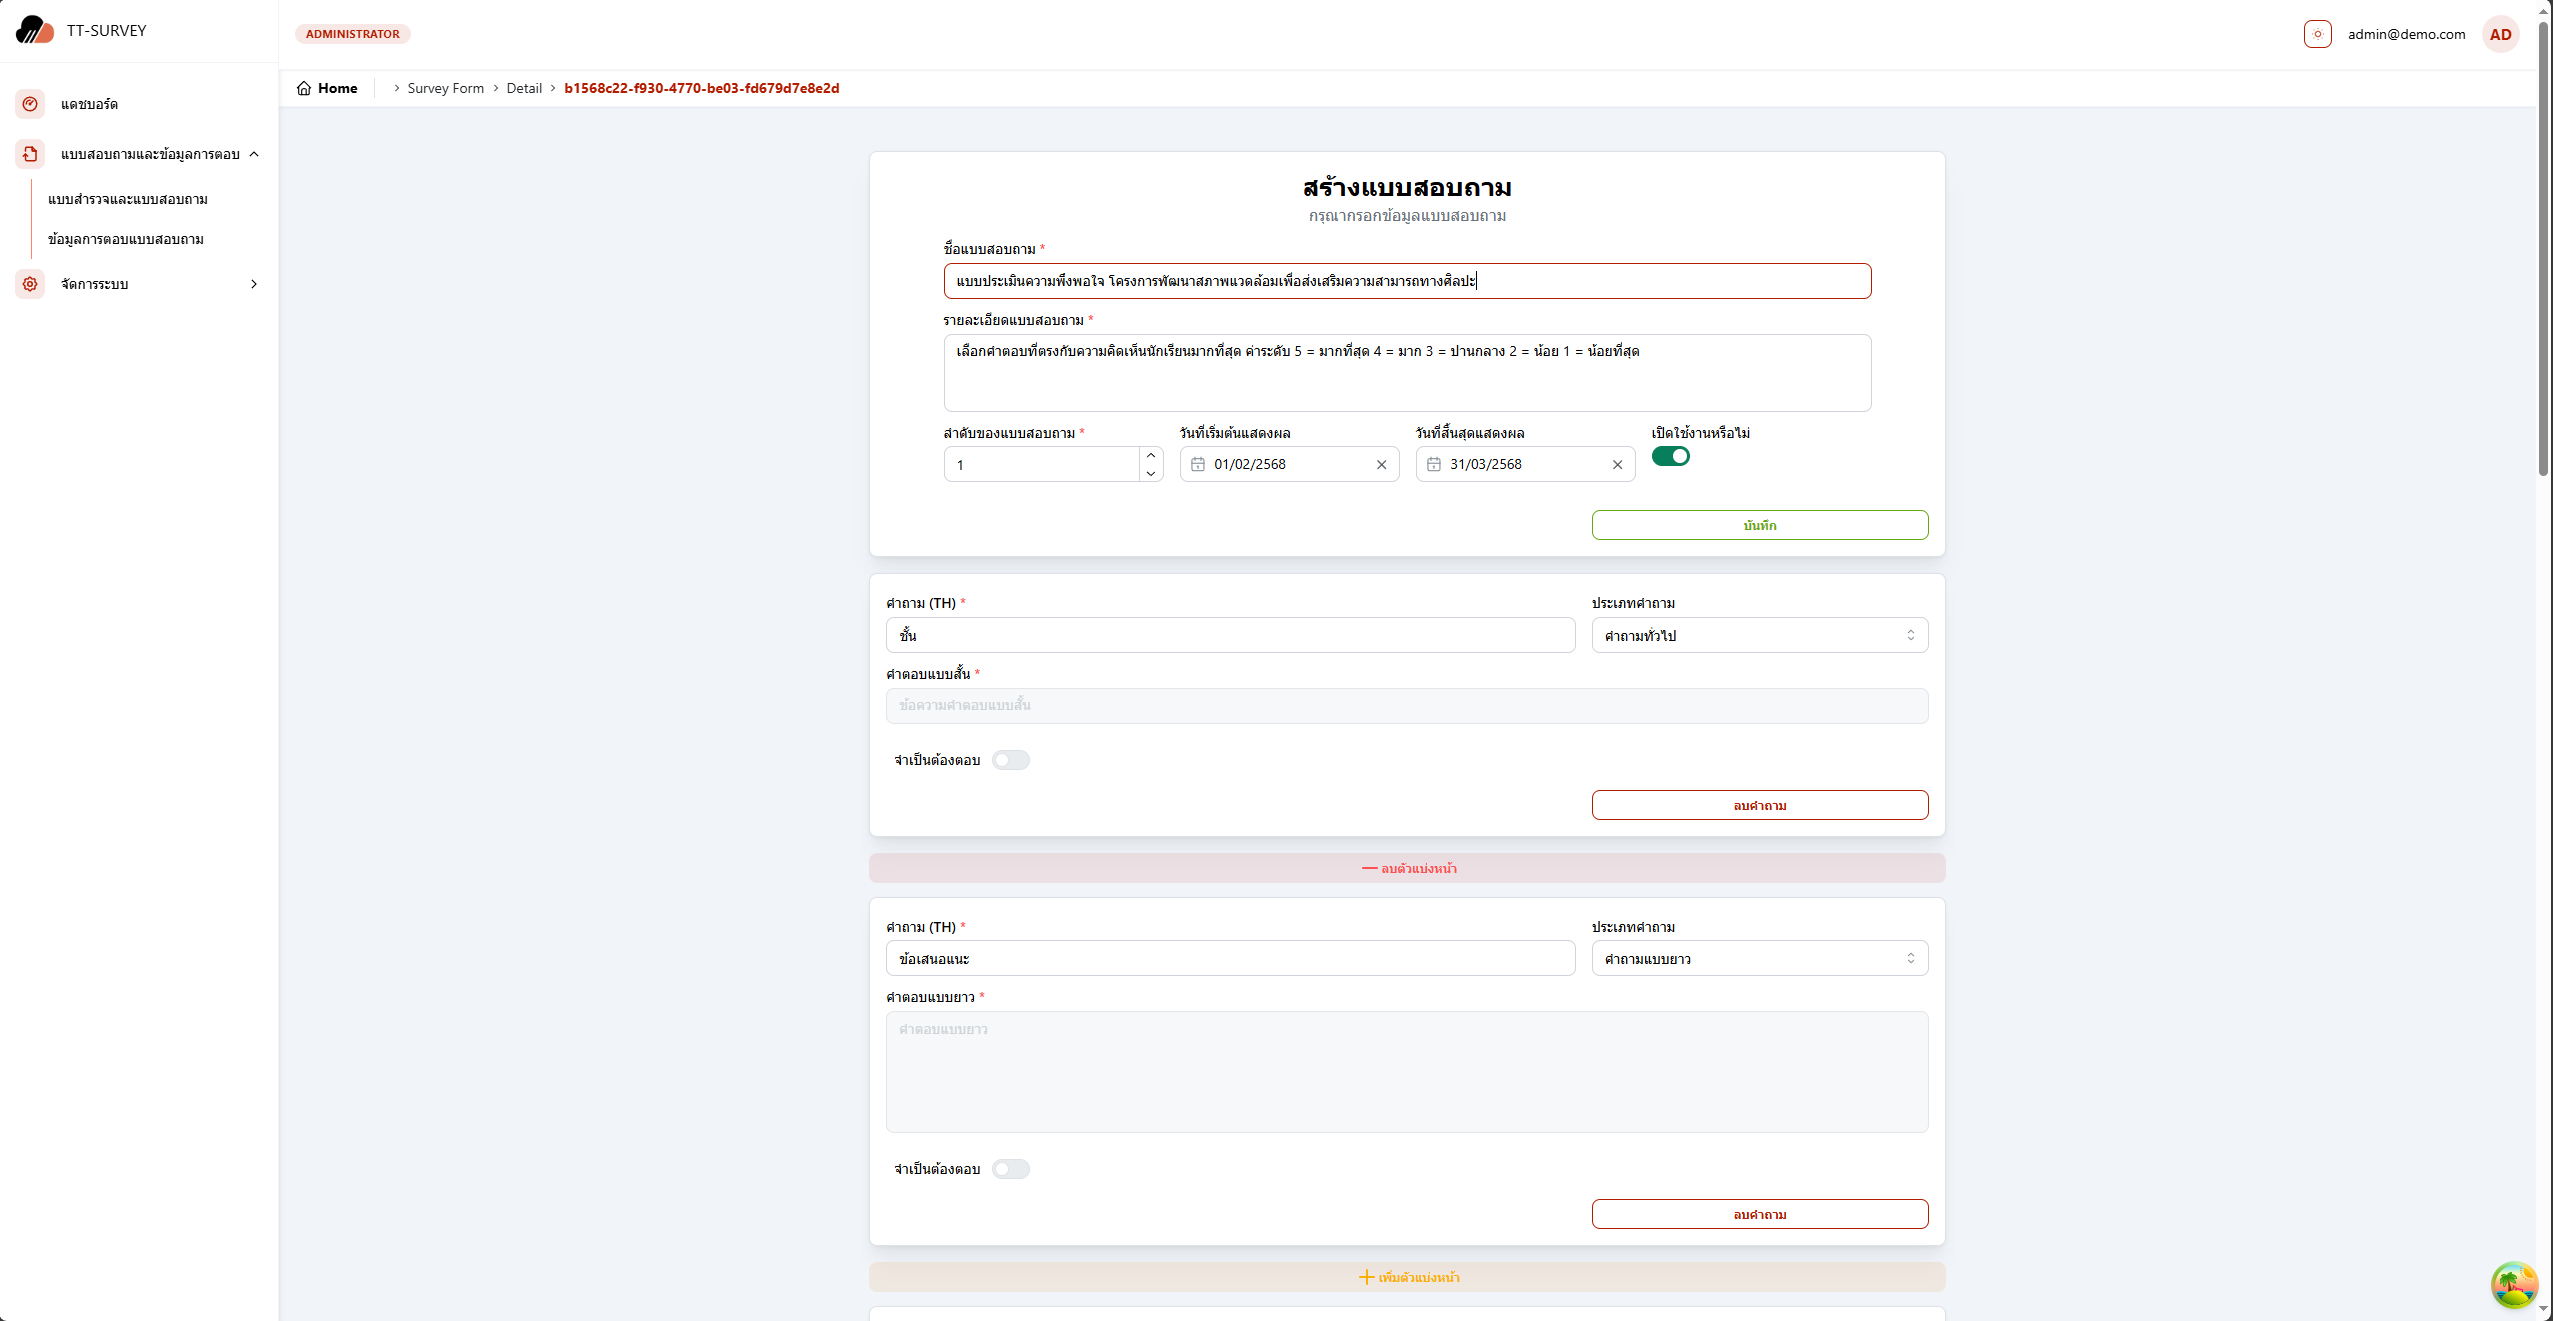 TT-SURVEY
ADMINISTRATOR
admin@demo.com
AD
Home
Survey Form
Detail
b1568c22-f930-4770-be03-fd679d7e8e2d
แดชบอร์ด
แบบสอบถามและข้อมูลการตอบ
แบบสำรวจและแบบสอบถาม
ข้อมูลการตอบแบบสอบถาม
จัดการระบบ
สร้างแบบสอบถาม
กรุณากรอกข้อมูลแบบสอบถาม
ชื่อแบบสอบถาม *
แบบประเมินความพึงพอใจ โครงการพัฒนาสภาพแวดล้อมเพื่อส่งเสริมความสามารถทางศิลปะ
รายละเอียดแบบสอบถาม *
เลือกคำตอบที่ตรงกับความคิดเห็นนักเรียนมากที่สุด ค่าระดับ 5 = มากที่สุด 4 = มาก 3 = ปานกลาง 2 = น้อย 1 = น้อยที่สุด
ลำดับของแบบสอบถาม * วันที่เริ่มต้นแสดงผล วันที่สิ้นสุดแสดงผล เปิดใช้งานหรือไม่
1 01/02/2568 31/03/2568
บันทึก
คำถาม (TH) * ประเภทคำถาม
ชั้น คำถามทั่วไป
คำตอบแบบสั้น *
ข้อความคำตอบแบบสั้น
จำเป็นต้องตอบ
ลบคำถาม
ลบตัวแบ่งหน้า
คำถาม (TH) * ประเภทคำถาม
ข้อเสนอแนะ คำถามแบบยาว
คำตอบแบบยาว *
คำตอบแบบยาว
จำเป็นต้องตอบ
ลบคำถาม
เพิ่มตัวแบ่งหน้า